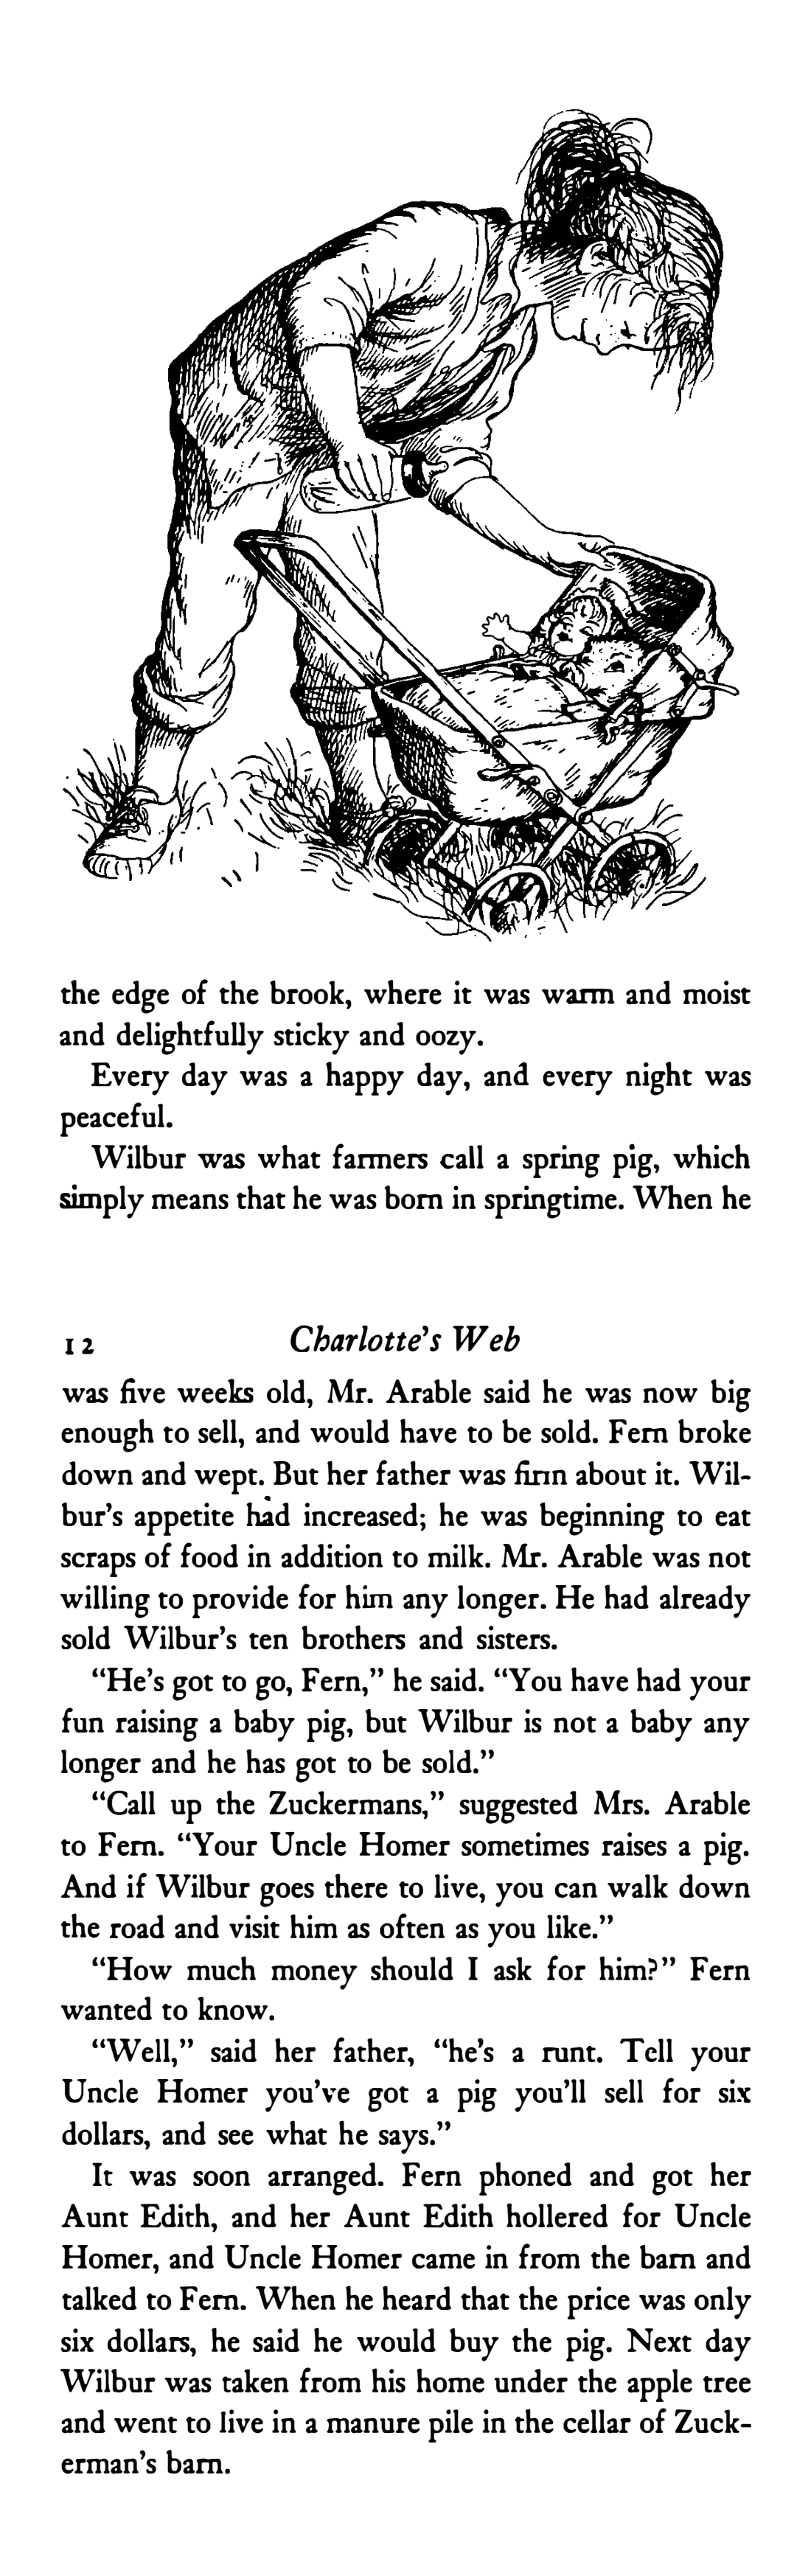 the edge of the brook, where it was warm and moist
and delightfully sticky and oozy.
Every day was a happy day, and every night was
peaceful.
Wilbur was what farmers call a spring pig, which
simply means that he was born in springtime. When he
12 Charlotte's Web
was five weeks old, Mr. Arable said he was now big
enough to sell, and would have to be sold. Fern broke
down and wept. But her father was firm about it. Wil-
bur's appetite had increased; he was beginning to eat
scraps of food in addition to milk. Mr. Arable was not
willing to provide for him any longer. He had already
sold Wilbur's ten brothers and sisters.
“He's got to go, Fern,” he said. “You have had your
fun raising a baby pig, but Wilbur is not a baby any
longer and he has got to be sold.”
“Call up the Zuckermans,” suggested Mrs. Arable
to Fern. “Your Uncle Homer sometimes raises a pig.
And if Wilbur goes there to live, you can walk down
the road and visit him as often as you like.”
“How much money should I ask for him?” Fern
wanted to know.
“Well,” said her father, “he's a runt. Tell your
Uncle Homer you've got a pig you'll sell for six
dollars, and see what he says.”
It was soon arranged. Fern phoned and got her
Aunt Edith, and her Aunt Edith hollered for Uncle
Homer, and Uncle Homer came in from the barn and
talked to Fern. When he heard that the price was only
six dollars, he said he would buy the pig. Next day
Wilbur was taken from his home under the apple tree
and went to live in a manure pile in the cellar of Zuck-
erman's barn.